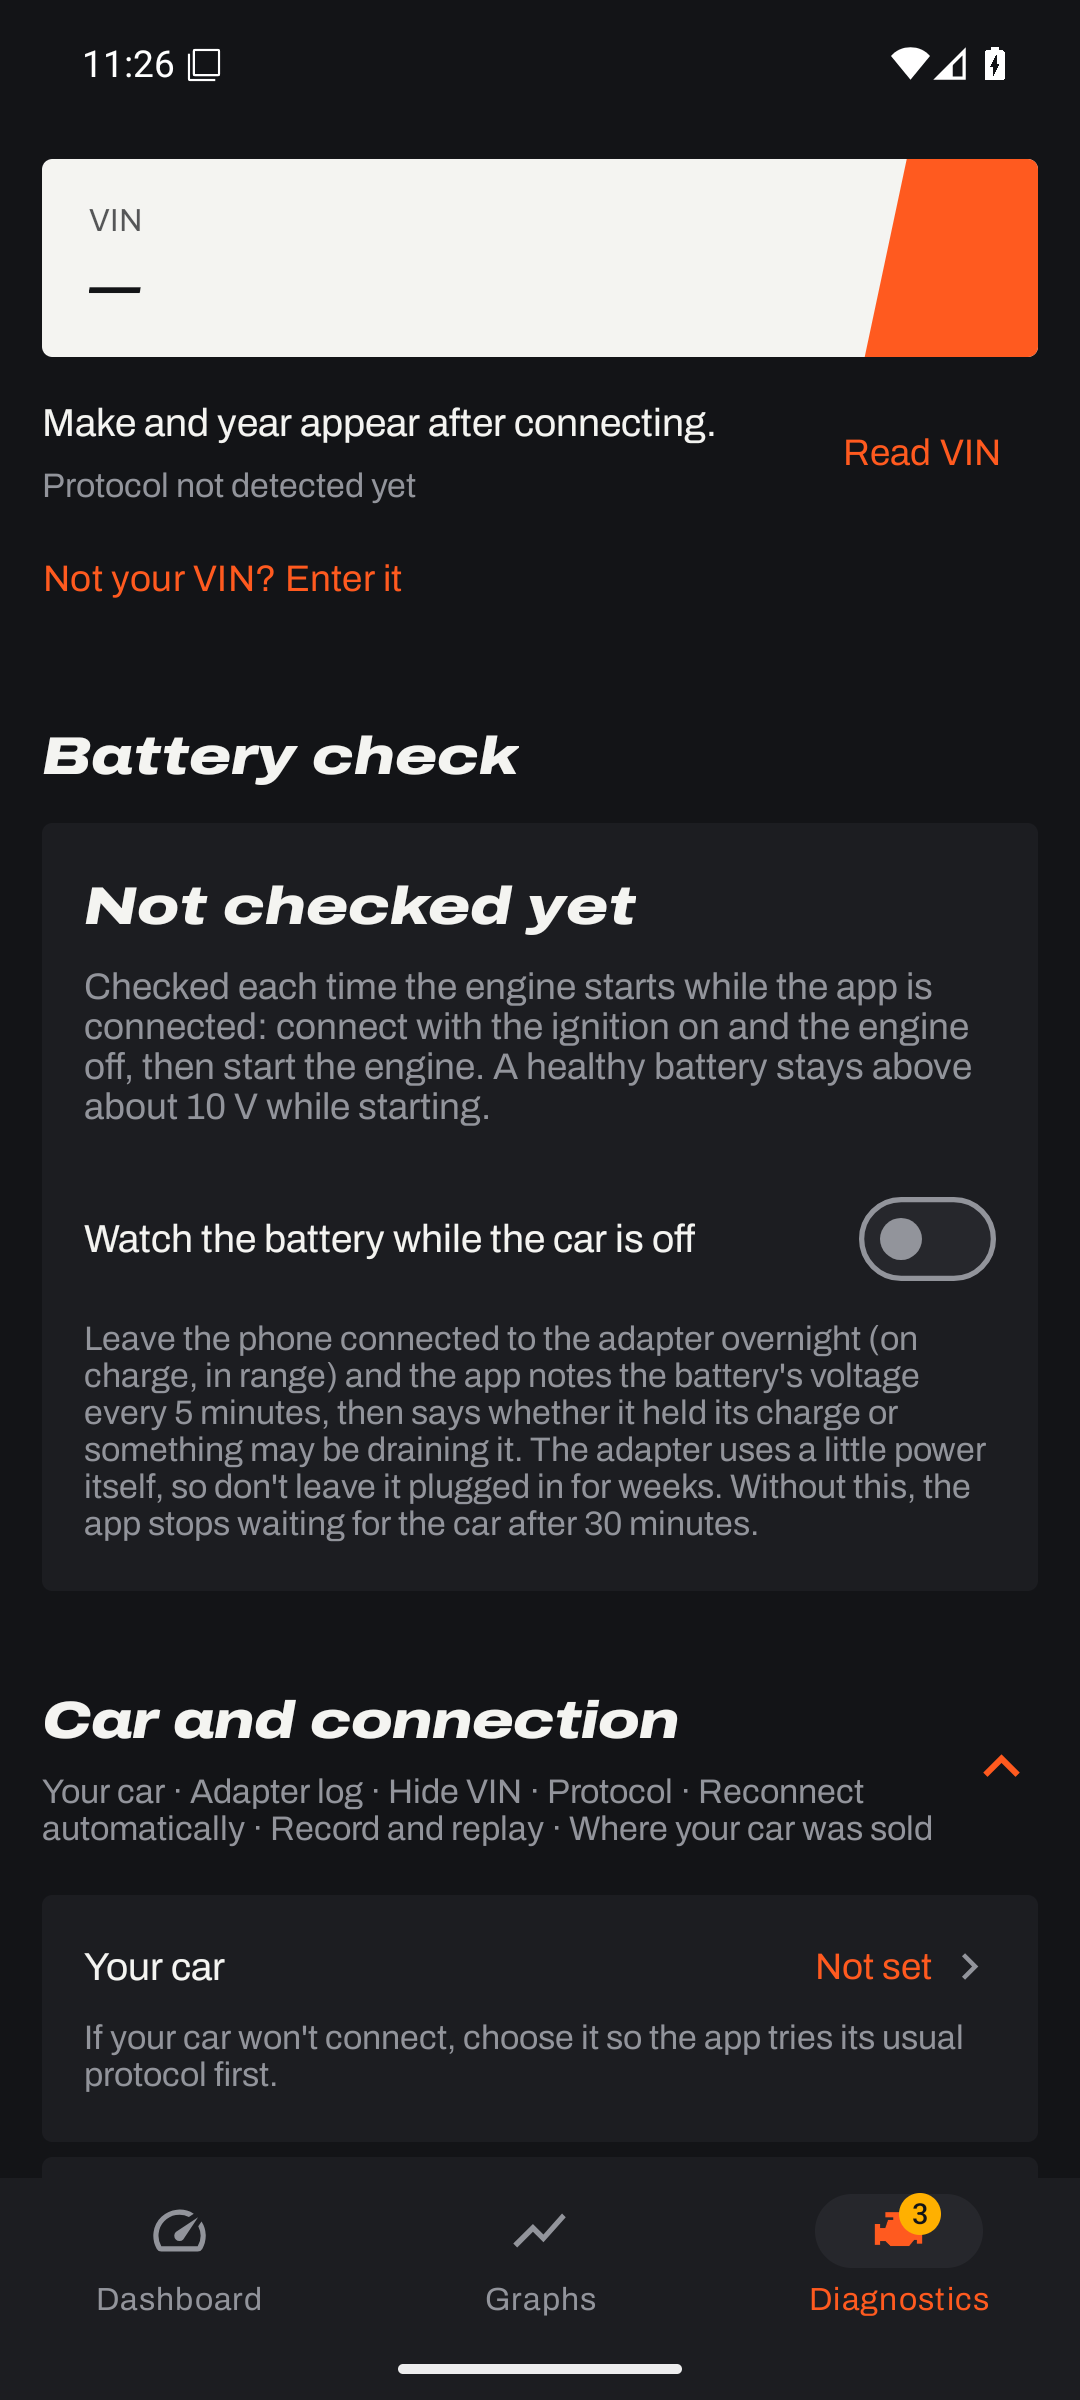 11:26
VIN
—
Make and year appear after connecting.
Read VIN
Protocol not detected yet
Not your VIN? Enter it
Battery check
Not checked yet
Checked each time the engine starts while the app is
connected: connect with the ignition on and the engine
off, then start the engine. A healthy battery stays above
about 10 V while starting.
Watch the battery while the car is off
Leave the phone connected to the adapter overnight (on
charge, in range) and the app notes the battery's voltage
every 5 minutes, then says whether it held its charge or
something may be draining it. The adapter uses a little power
itself, so don't leave it plugged in for weeks. Without this, the
app stops waiting for the car after 30 minutes.
Car and connection
Your car · Adapter log · Hide VIN · Protocol · Reconnect
automatically · Record and replay · Where your car was sold
Your car
Not set
If your car won't connect, choose it so the app tries its usual
protocol first.
3
Dashboard
Graphs
Diagnostics